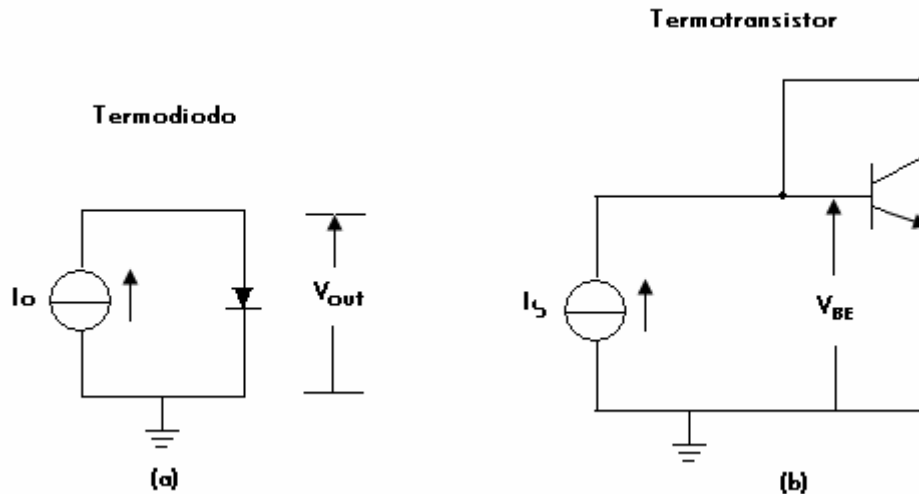 Termotransistor
Termodiodo
Io
Vout
(a)
IS
VBE
(b)